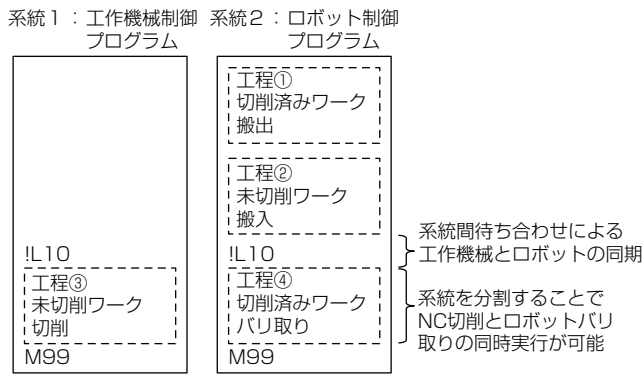 系統1：工作機械制御
プログラム
系統2：ロボット制御
プログラム
!L10
工程③
未切削ワーク
切削
M99
工程①
切削済みワーク
搬出
工程②
未切削ワーク
搬入
!L10
工程④
切削済みワーク
バリ取り
M99
系統間待ち合わせによる
工作機械とロボットの同期
系統を分割することで
NC切削とロボットバリ
取りの同時実行が可能